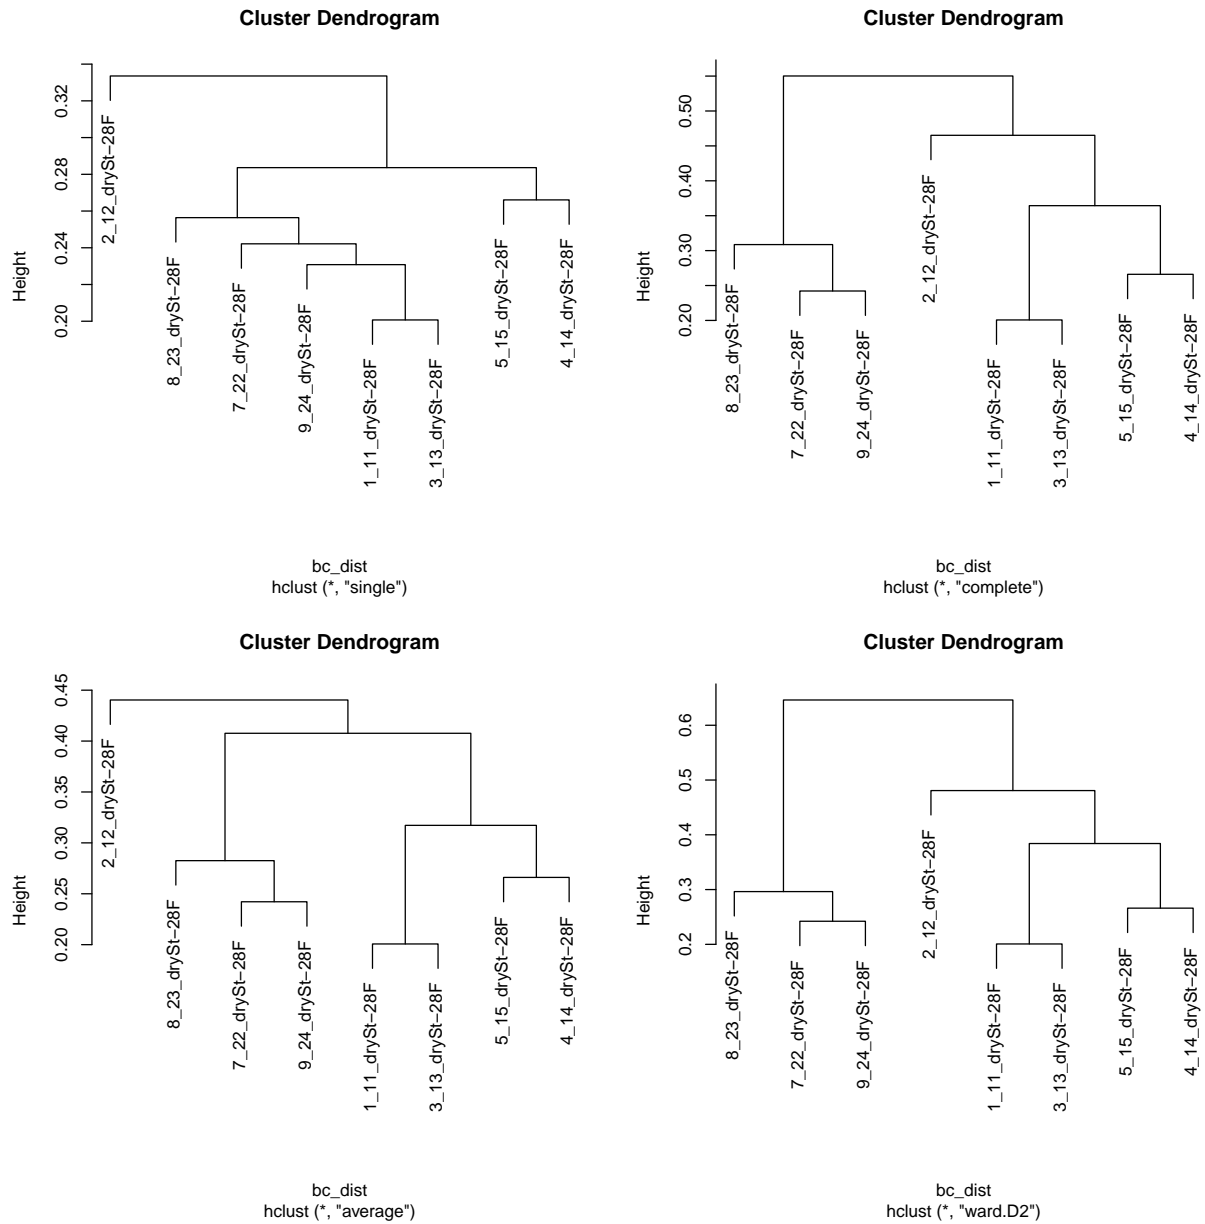 Cluster Dendrogram
Height
0.20
0.24
0.28
0.32
2_12_drySt−28F
8_23_drySt−28F
7_22_drySt−28F
9_24_drySt−28F
1_11_drySt−28F
3_13_drySt−28F
5_15_drySt−28F
4_14_drySt−28F
bc_dist
hclust (*, "single")
Cluster Dendrogram
Height
0.20
0.30
0.40
0.50
8_23_drySt−28F
7_22_drySt−28F
9_24_drySt−28F
2_12_drySt−28F
1_11_drySt−28F
3_13_drySt−28F
5_15_drySt−28F
4_14_drySt−28F
bc_dist
hclust (*, "complete")
Cluster Dendrogram
Height
0.20
0.25
0.30
0.35
0.40
0.45
2_12_drySt−28F
8_23_drySt−28F
7_22_drySt−28F
9_24_drySt−28F
1_11_drySt−28F
3_13_drySt−28F
5_15_drySt−28F
4_14_drySt−28F
bc_dist
hclust (*, "average")
Cluster Dendrogram
Height
0.2
0.3
0.4
0.5
0.6
8_23_drySt−28F
7_22_drySt−28F
9_24_drySt−28F
2_12_drySt−28F
1_11_drySt−28F
3_13_drySt−28F
5_15_drySt−28F
4_14_drySt−28F
bc_dist
hclust (*, "ward.D2")